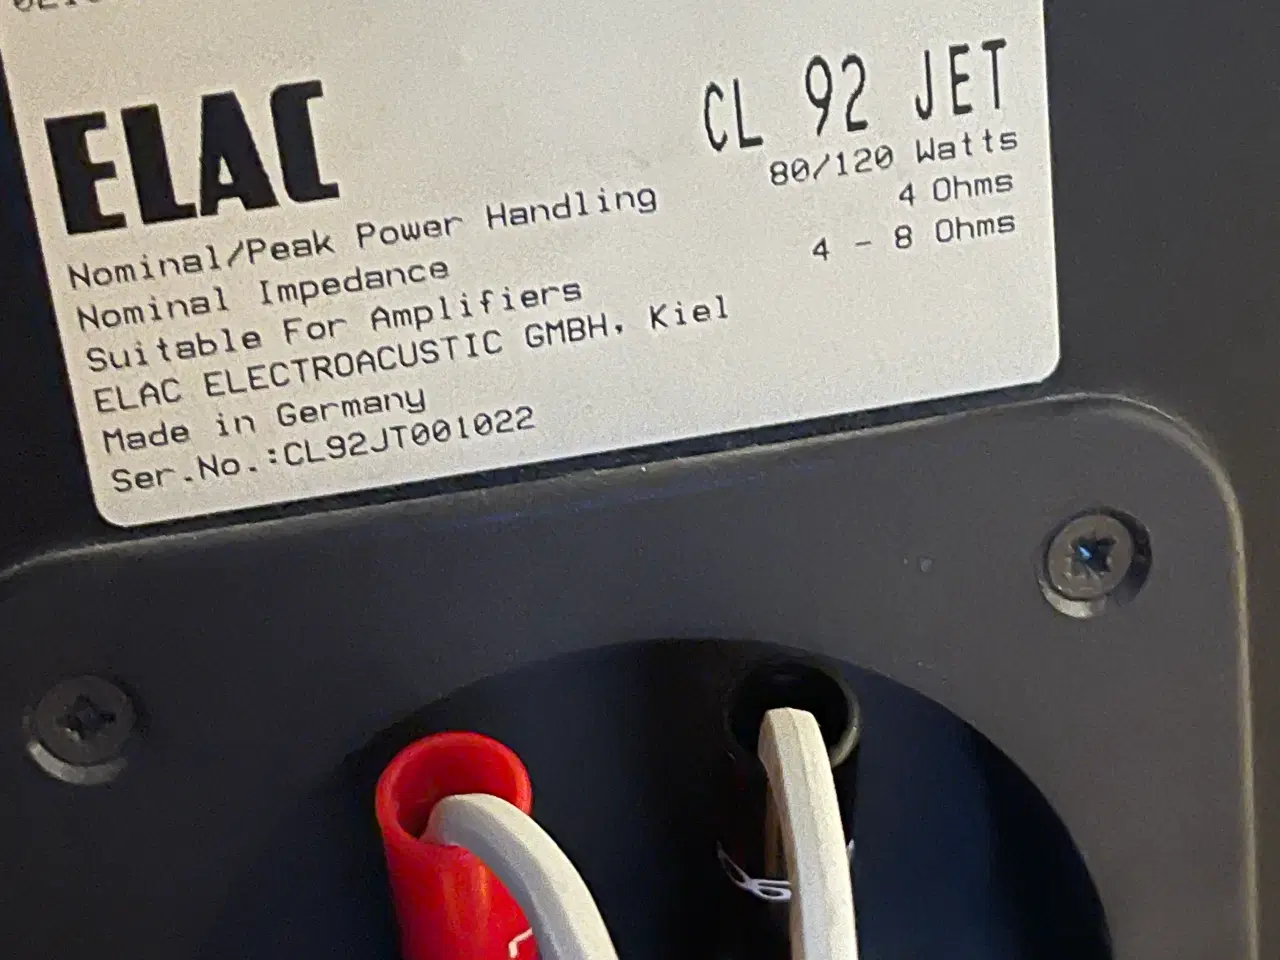 ELAC CL 92 JET
Nominal/Peak Power Handling 80/120 Watts
Nominal Impedance 4 Ohms
Suitable For Amplifiers 4 - 8 Ohms
ELAC ELECTROACUSTIC GMBH, Kiel
Made in Germany
Ser.No.:CL92JT001022